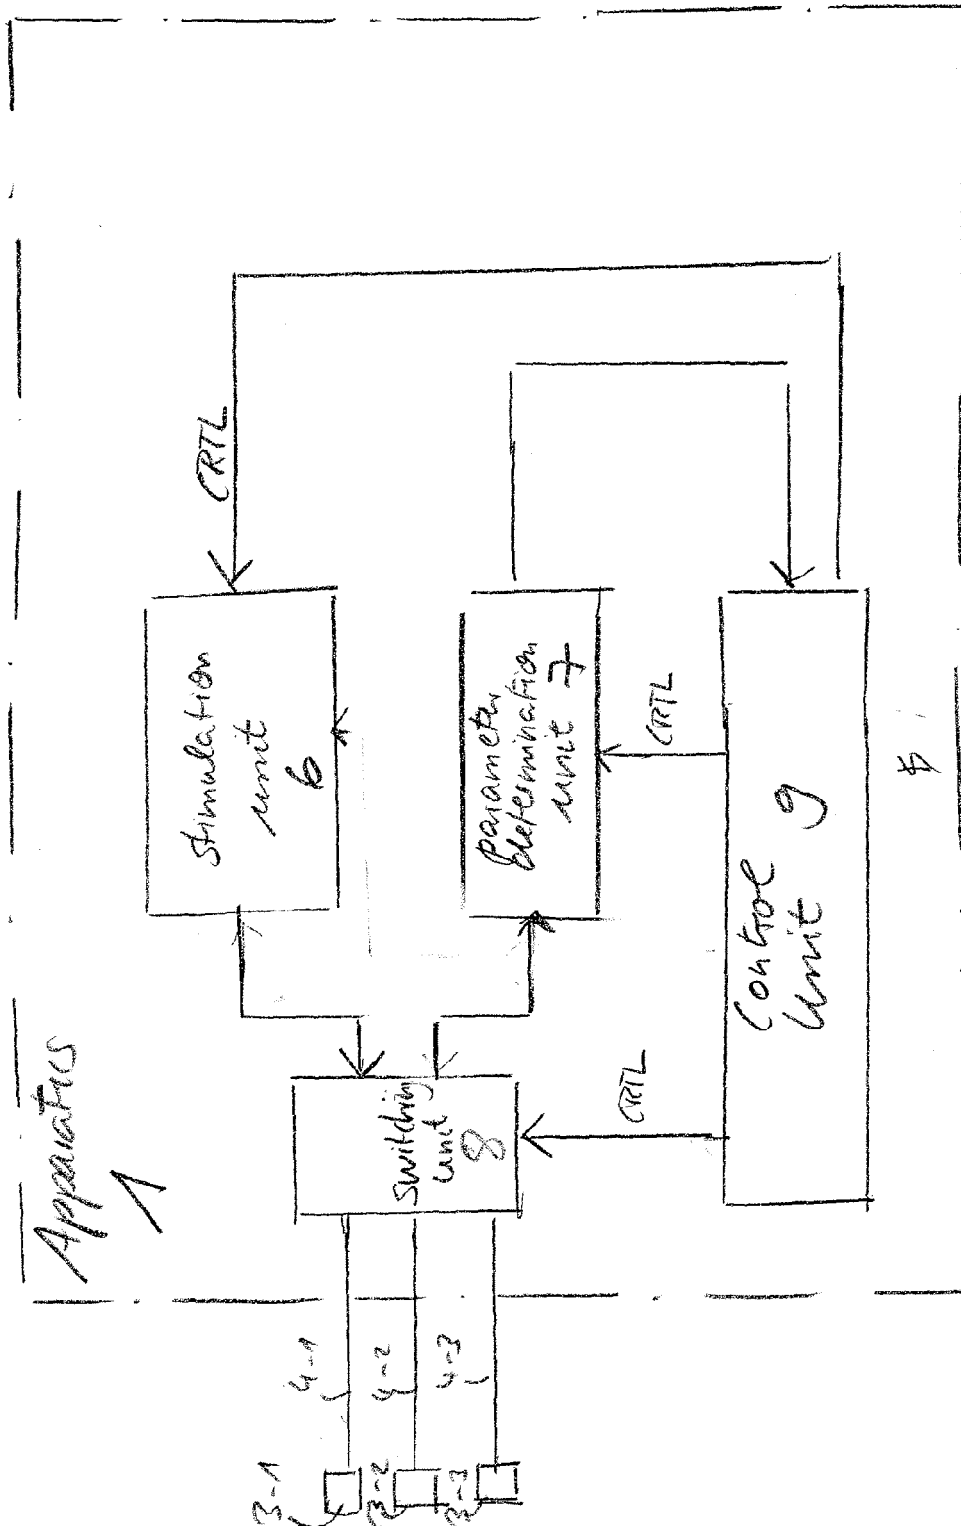 Apparatus
1
Stimulation
unit
6
CRTL
parameter
determination
unit 7
CRTL
Switching
unit
8
CRTL
Control
Unit 9
4-1
4-2
4-3
3-1
3-2
3-3